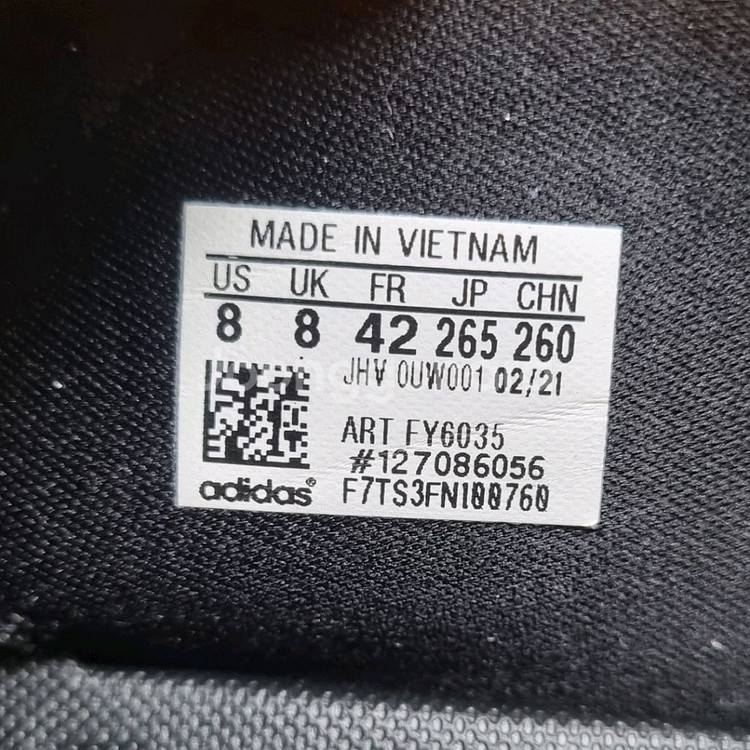 MADE IN VIETNAM
US UK FR JP CHN
8 8 42 265 260
JHV 0UW001 02/21
ART FY6035
#127086056
adidas® F7TS3FN100760